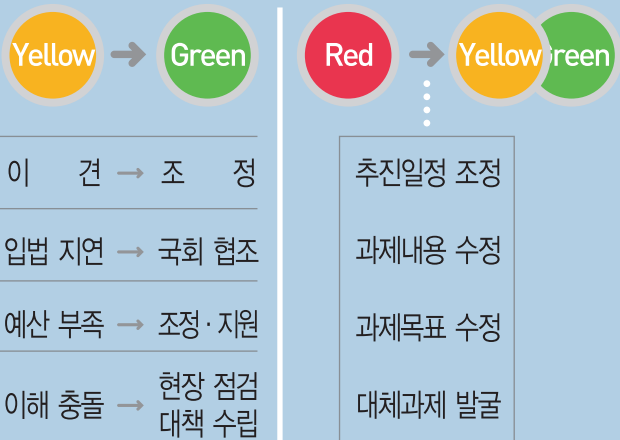 Yellow → Green
이 견 → 조 정
입법 지연 → 국회 협조
예산 부족 → 조정·지원
이해 충돌 → 현장 점검
대책 수립
Red → Yellow Green
추진일정 조정
과제내용 수정
과제목표 수정
대체과제 발굴